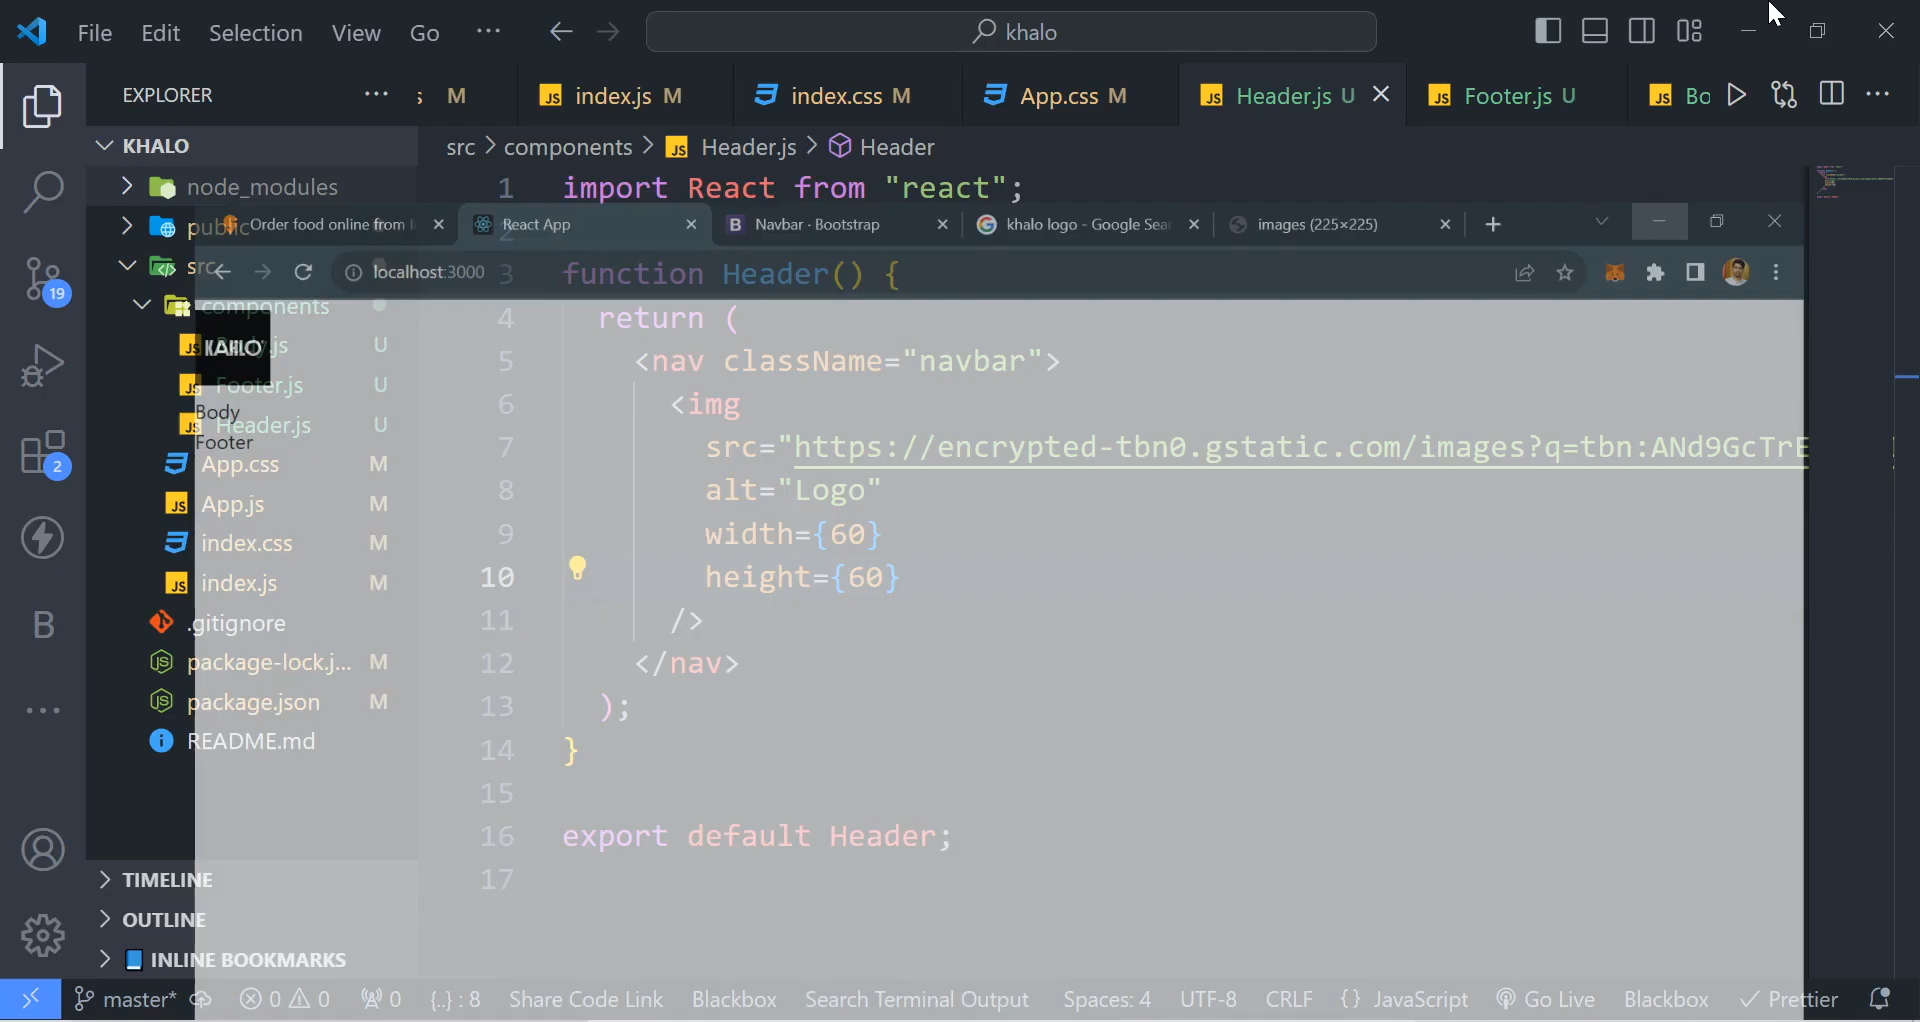 File Edit Selection View Go ··· khalo
EXPLORER ··· s M index.js M index.css M App.css M Header.js U Footer.js U Bo ···
KHALO
src > components > Header.js > Header
node_modules
public
src
components
Body.js U
Footer.js U
Header.js U
App.css M
App.js M
index.css M
index.js M
.gitignore
package-lock.j... M
package.json M
README.md
TIMELINE
OUTLINE
INLINE BOOKMARKS
19
2
B
Order food online from React App Navbar · Bootstrap khalo logo - Google Sear images (225×225)
localhost:3000
KAHLO
Body
Footer
1 import React from "react";
2
3 function Header() {
4 return (
5 <nav className="navbar">
6 <img
7 src="https://encrypted-tbn0.gstatic.com/images?q=tbn:ANd9GcTrE
8 alt="Logo"
9 width={60}
10 height={60}
11 />
12 </nav>
13 );
14 }
15
16 export default Header;
17
master* 0 0 0 {..} : 8 Share Code Link Blackbox Search Terminal Output Spaces: 4 UTF-8 CRLF {} JavaScript Go Live Blackbox Prettier